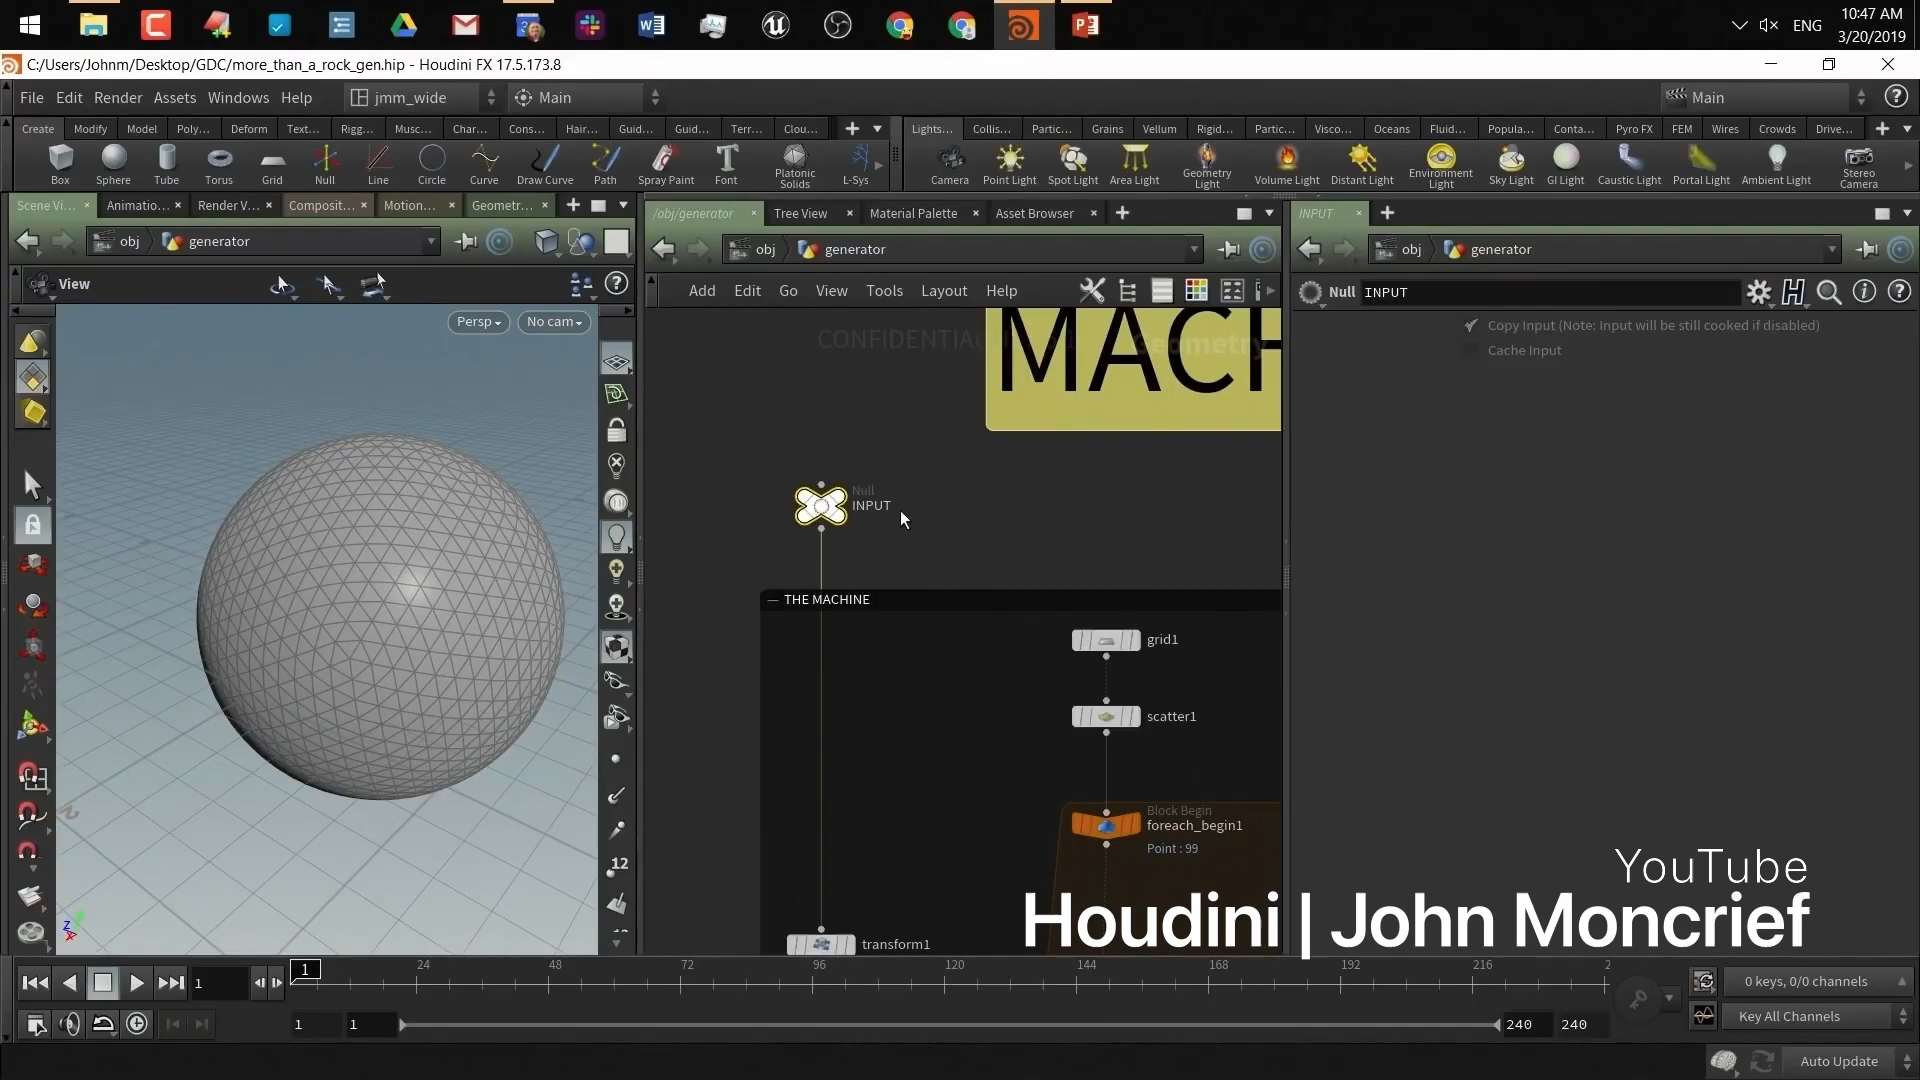 10:47 AM
ENG
3/20/2019
C:/Users/Johnm/Desktop/GDC/more_than_a_rock_gen.hip - Houdini FX 17.5.173.8
File Edit Render Assets Windows Help jmm_wide Main Main
Create Modify Model Poly... Deform Text... Rigg... Musc... Char... Cons... Hair... Guid... Guid... Terr... Clou... Lights... Collis... Partic... Grains Vellum Rigid... Partic... Visco... Oceans Fluid... Popula... Conta... Pyro FX FEM Wires Crowds Drive...
Box Sphere Tube Torus Grid Null Line Circle Curve Draw Curve Path Spray Paint Font Platonic Solids L-Sys Camera Point Light Spot Light Area Light Geometry Light Volume Light Distant Light Environment Light Sky Light GI Light Caustic Light Portal Light Ambient Light Stereo Camera
Scene Vi... Animatio... Render V... Composit... Motion... Geometr... /obj/generator Tree View Material Palette Asset Browser INPUT
obj generator obj generator obj generator
View Add Edit Go View Tools Layout Help Null INPUT
Persp No cam
Copy Input (Note: Input will be still cooked if disabled)
Cache Input
MACH
Null
INPUT
THE MACHINE
grid1
scatter1
Block Begin
foreach_begin1
Point : 99
transform1
12
YouTube
Houdini | John Moncrief
1 1 24 48 72 96 120 144 168 192 216 2
0 keys, 0/0 channels
1 1 240 240 Key All Channels
Auto Update